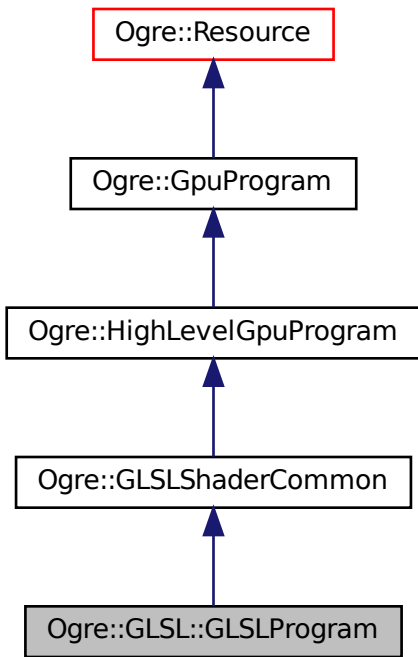 Ogre::Resource
Ogre::GpuProgram
Ogre::HighLevelGpuProgram
Ogre::GLSLShaderCommon
Ogre::GLSL::GLSLProgram